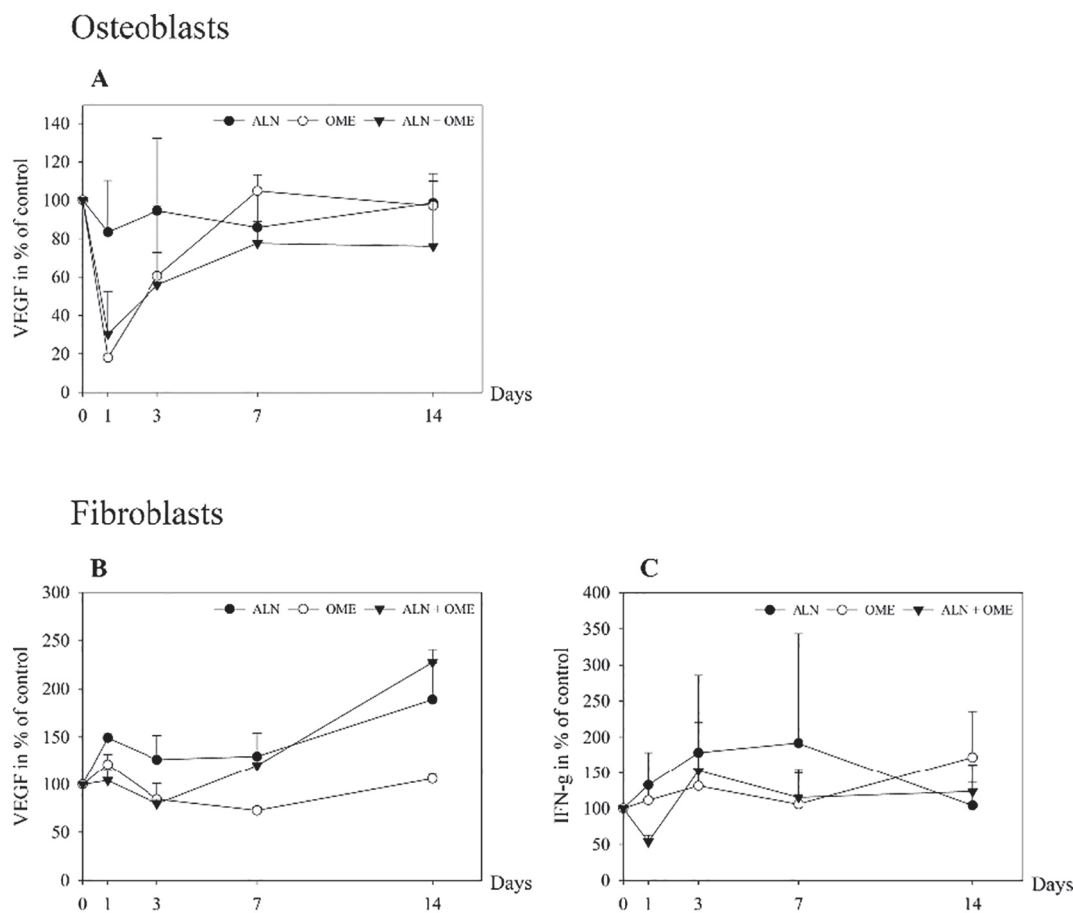 Osteoblasts
A
ALN OME ALN - OME
VEGF in % of control
140
120
100
80
60
40
20
0
0 1 3 7 14
Days
Fibroblasts
B
ALN OME ALN + OME
VEGF in % of control
300
250
200
150
100
50
0
0 1 3 7 14
Days
C
ALN OME ALN + OME
IFN-g in % of control
400
350
300
250
200
150
100
50
0
0 1 3 7 14
Days